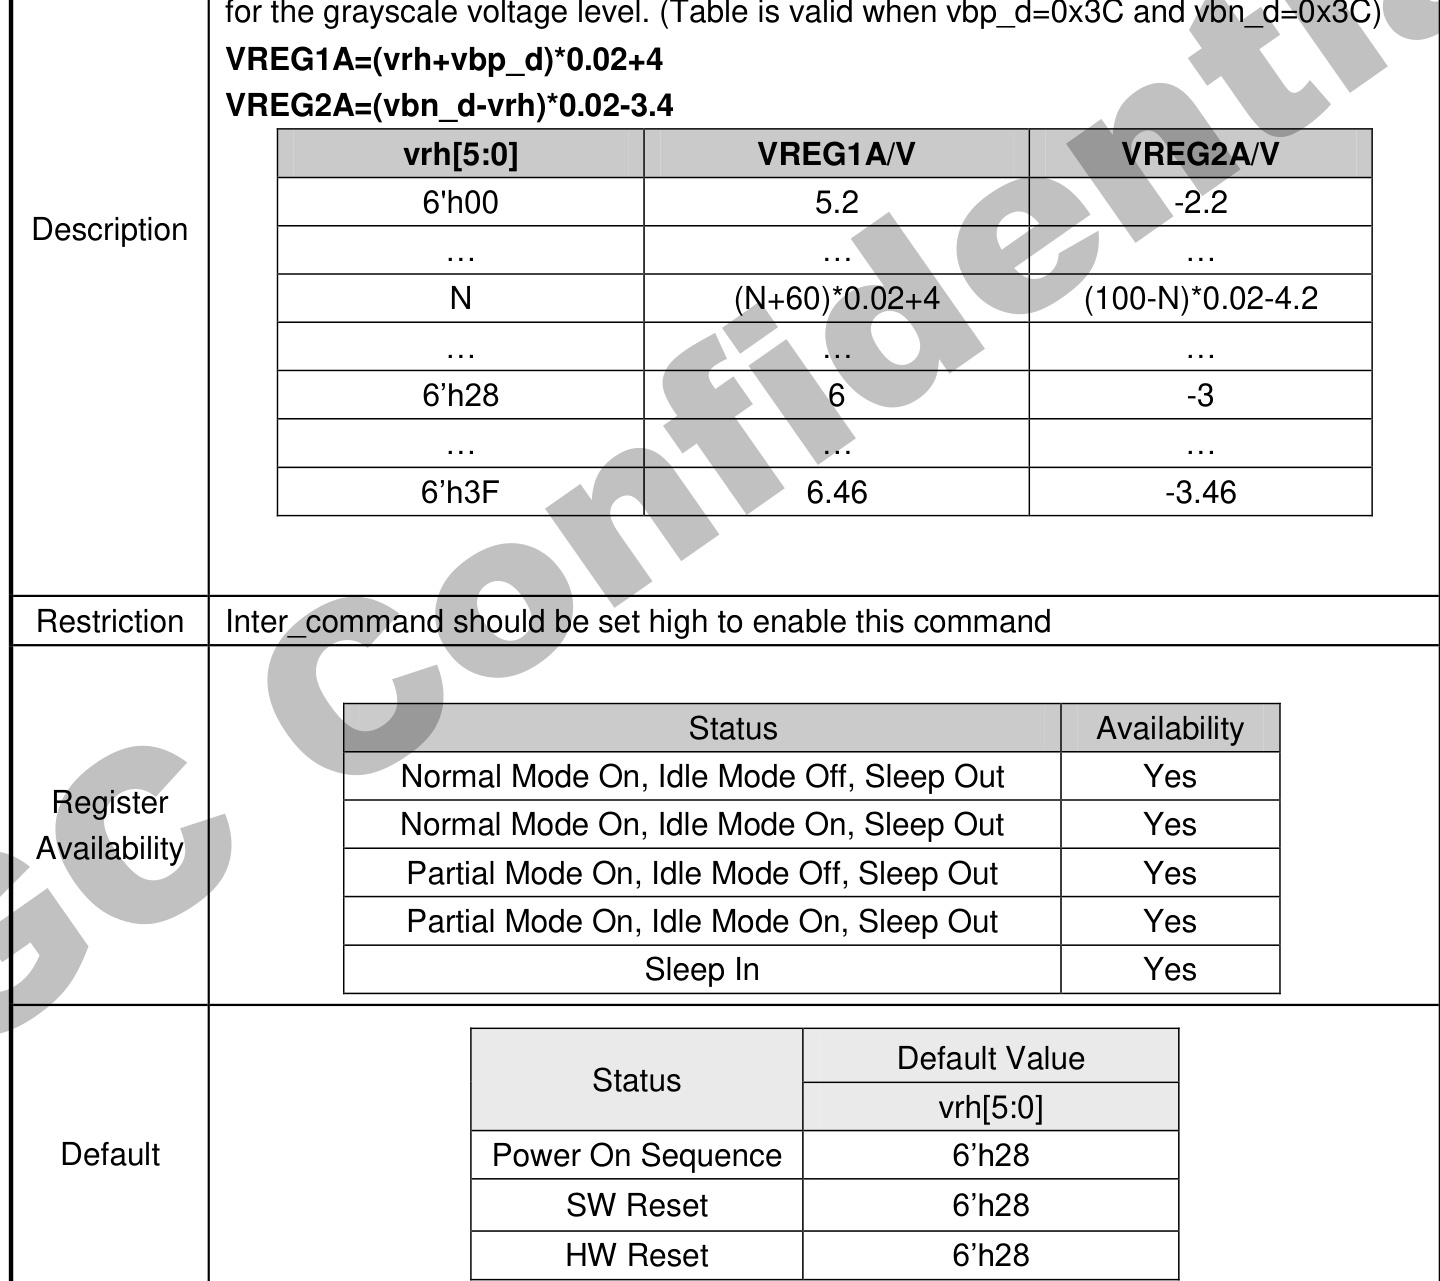 for the grayscale voltage level. (Table is valid when vbp_d=0x3C and vbn_d=0x3C)
VREG1A=(vrh+vbp_d)*0.02+4
VREG2A=(vbn_d-vrh)*0.02-3.4
vrh[5:0] VREG1A/V VREG2A/V
6'h00 5.2 -2.2
… … …
N (N+60)*0.02+4 (100-N)*0.02-4.2
… … …
6’h28 6 -3
… … …
6’h3F 6.46 -3.46
Description
Restriction Inter_command should be set high to enable this command
Register
Availability
Status Availability
Normal Mode On, Idle Mode Off, Sleep Out Yes
Normal Mode On, Idle Mode On, Sleep Out Yes
Partial Mode On, Idle Mode Off, Sleep Out Yes
Partial Mode On, Idle Mode On, Sleep Out Yes
Sleep In Yes
Default
Status Default Value
vrh[5:0]
Power On Sequence 6’h28
SW Reset 6’h28
HW Reset 6’h28
GC Confidential